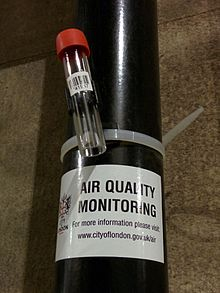 AIR QUALITY
MONITORING
For more information please visit
www.cityoflondon.gov.uk/air